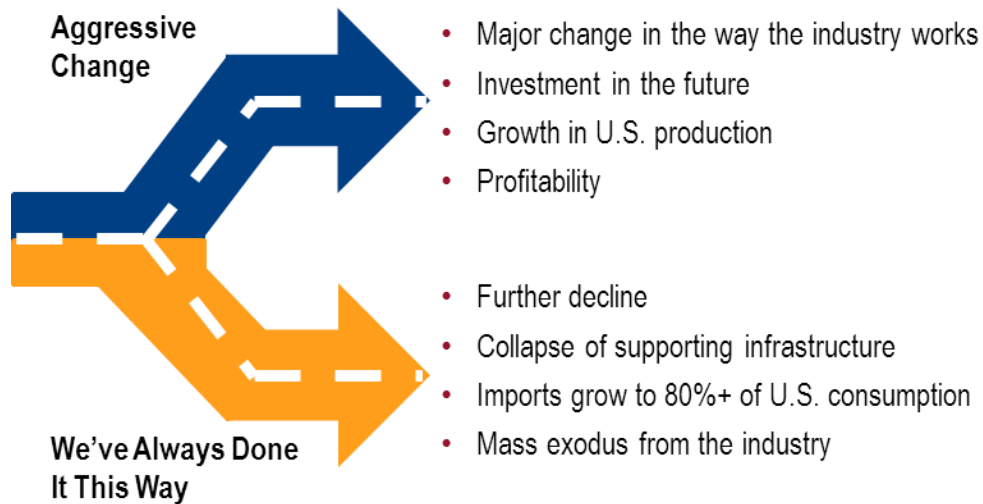 Aggressive
Change
• Major change in the way the industry works
• Investment in the future
• Growth in U.S. production
• Profitability
• Further decline
• Collapse of supporting infrastructure
• Imports grow to 80%+ of U.S. consumption
• Mass exodus from the industry
We’ve Always Done
It This Way